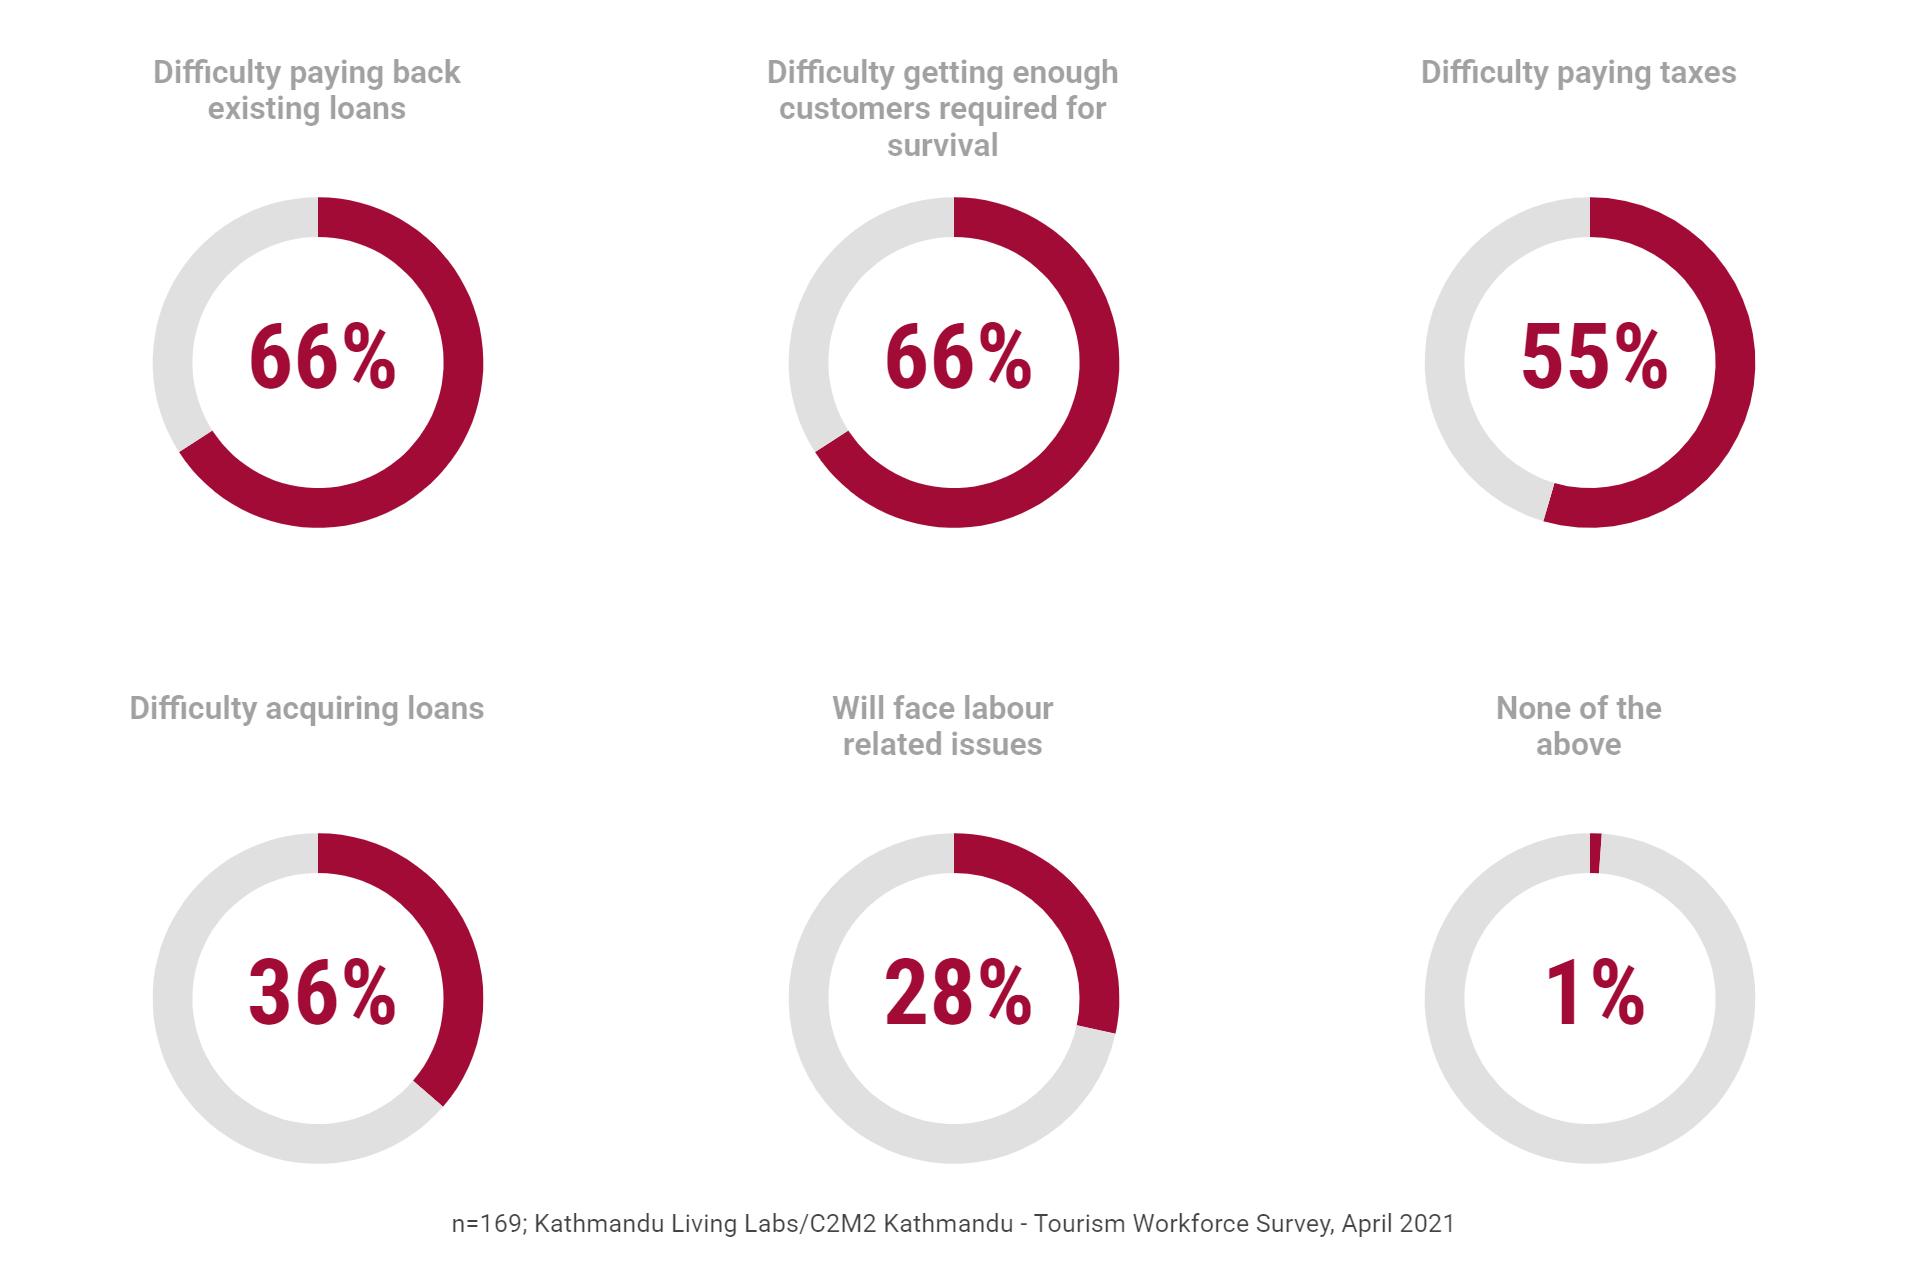 Difficulty paying back
existing loans
66%
Difficulty getting enough
customers required for
survival
66%
Difficulty paying taxes
55%
Difficulty acquiring loans
36%
Will face labour
related issues
28%
None of the
above
1%
n=169; Kathmandu Living Labs/C2M2 Kathmandu - Tourism Workforce Survey, April 2021